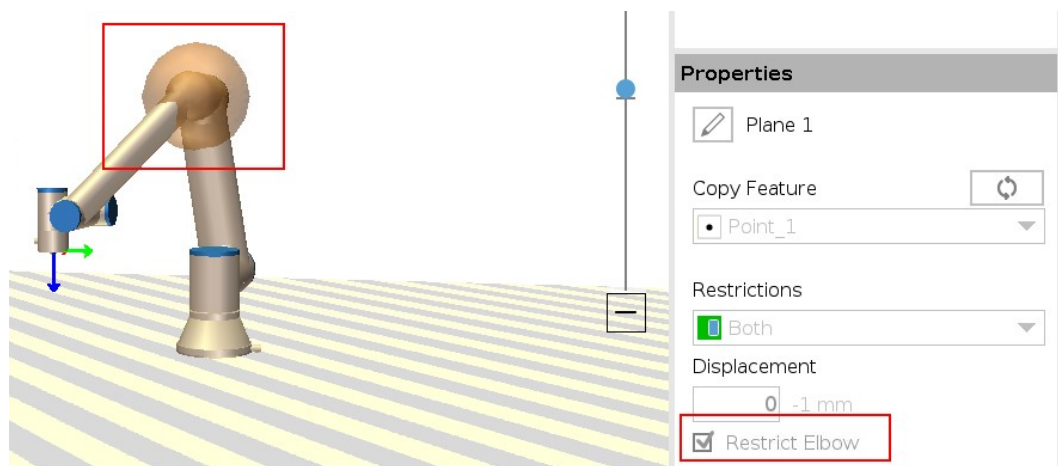 Properties
Plane 1
Copy Feature
Point_1
Restrictions
Both
Displacement
0 -1 mm
Restrict Elbow